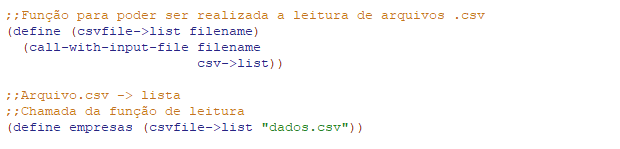 ;;Função para poder ser realizada a leitura de arquivos .csv
(define (csvfile->list filename)
  (call-with-input-file filename
                        csv->list))
;;Arquivo.csv -> lista
;;Chamada da função de leitura
(define empresas (csvfile->list "dados.csv"))